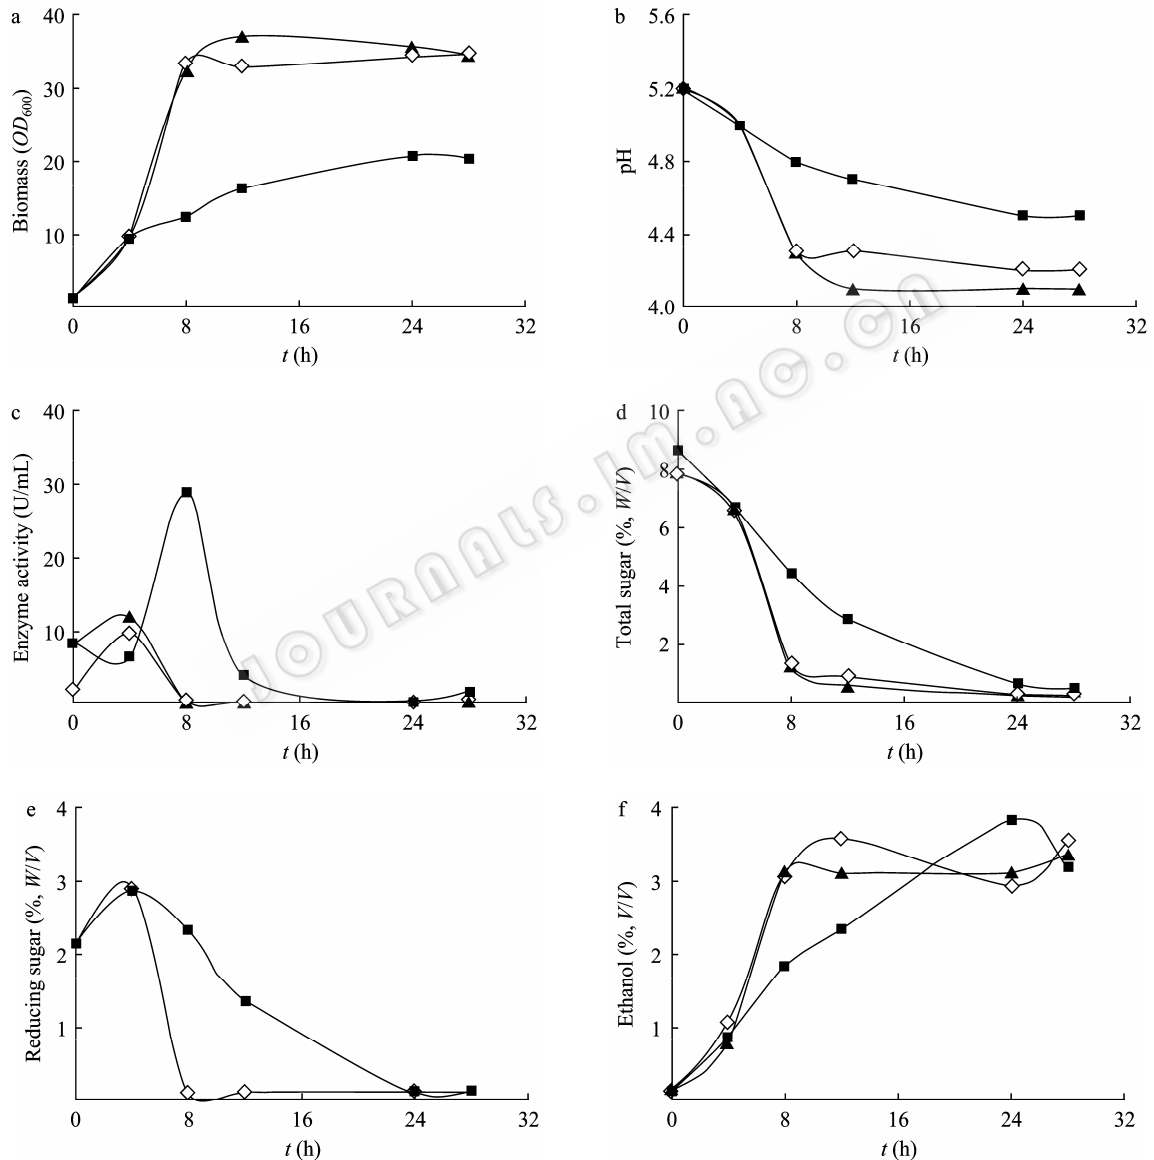 a
40
30
20
10
0
8
16
24
32
Biomass (OD600)
t (h)
b
5.6
5.2
4.8
4.4
4.0
0
8
16
24
32
pH
t (h)
c
40
30
20
10
0
8
16
24
32
Enzyme activity (U/mL)
t (h)
d
10
8
6
4
2
0
8
16
24
32
Total sugar (%, W/V)
t (h)
e
4
3
2
1
0
8
16
24
32
Reducing sugar (%, W/V)
t (h)
f
4
3
2
1
0
8
16
24
32
Ethanol (%, V/V)
t (h)
JOURNALS.IM.AC.CN